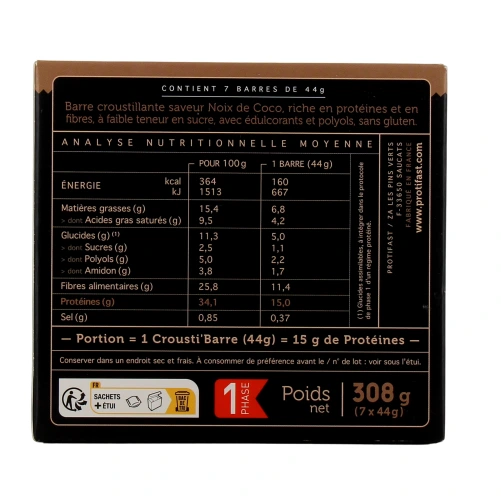 CONTIENT 7 BARRES DE 44g
Barre croustillante saveur Noix de Coco, riche en protéines et en
fibres, à faible teneur en sucre, avec édulcorants et polyols, sans gluten.
ANALYSE NUTRITIONNELLE MOYENNE
POUR 100g 1 BARRE (44g)
ÉNERGIE kcal 364 160
kJ 1513 667
Matières grasses (g) 15,4 6,8
> dont Acides gras saturés (g) 9,5 4,2
Glucides (g) (1) 11,3 5,0
> dont Sucres (g) 2,5 1,1
> dont Polyols (g) 5,0 2,2
> dont Amidon (g) 3,8 1,7
Fibres alimentaires (g) 25,8 11,4
Protéines (g) 34,1 15,0
Sel (g) 0,85 0,37
(1) Glucides assimilables, à intégrer dans le protocole
de phase 1 d'un régime protéiné.
PROTIFAST / ZA LES PINS VERTS
F-33650 SAUCATS
FABRIQUÉ EN FRANCE
www.protifast.com
— Portion = 1 Crousti'Barre (44g) = 15 g de Protéines —
Conserver dans un endroit sec et frais. À consommer de préférence avant le / n° de lot : voir sous l'étui.
FR
SACHETS
+ ÉTUI
BAC
DE
TRI
1
PHASE
Poids
net
308 g
(7 x 44g)